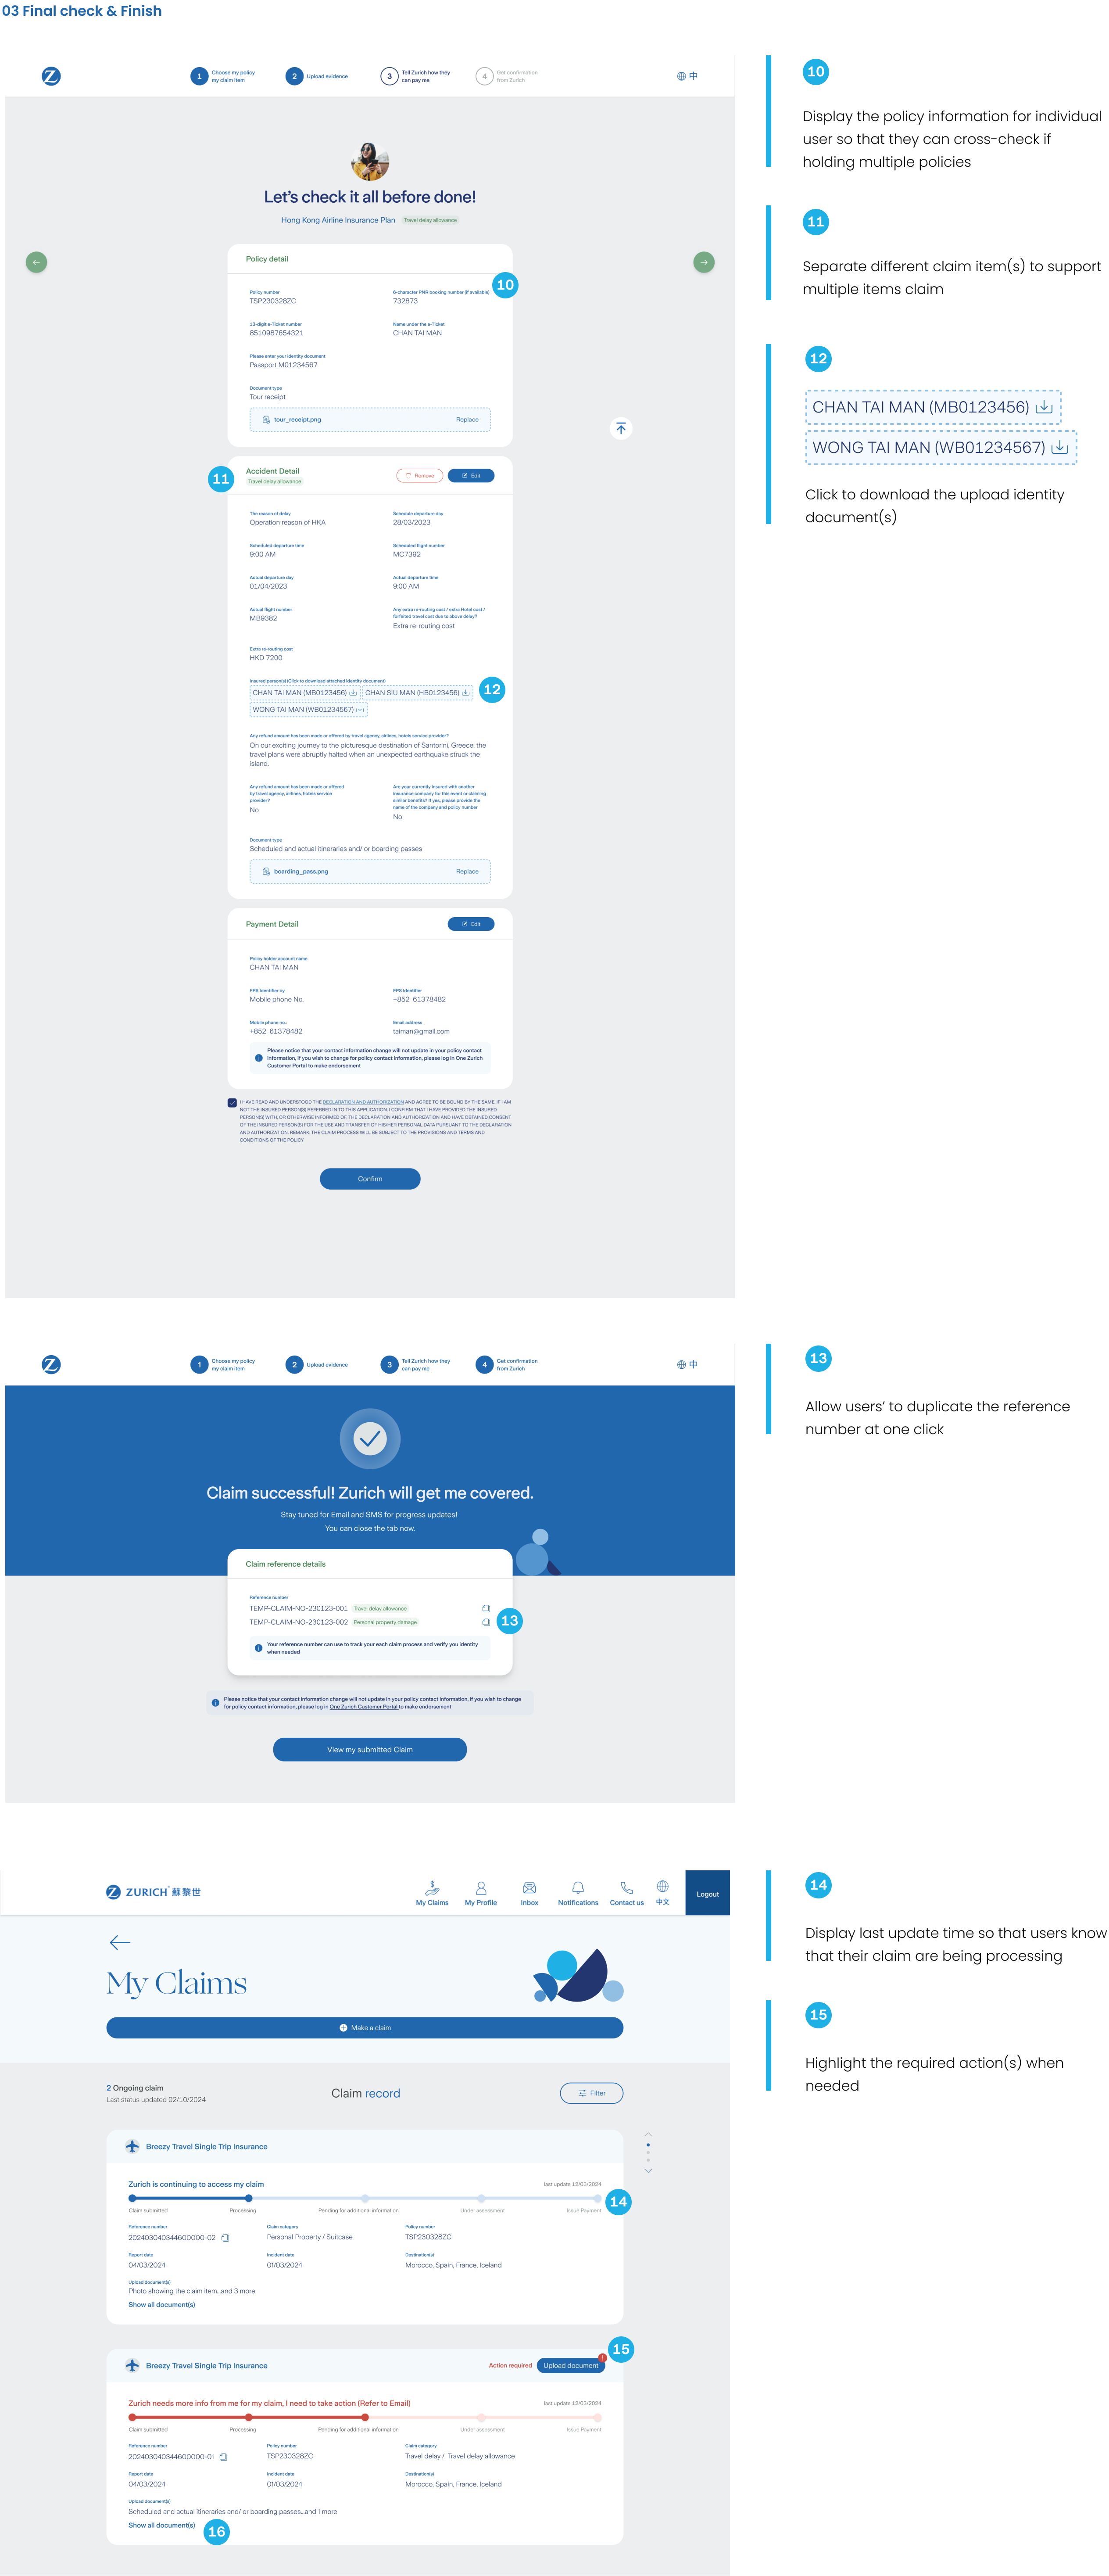 03 Final check & Finish
1
Choose my policy
my claim item
2
Upload evidence
3
Tell Zurich how they
can pay me
4
Get confirmation
from Zurich
中
Let's check it all before done!
Hong Kong Airline Insurance Plan
Travel delay allowance
Policy detail
10
Policy number
TSP230328ZC
6-character PNR booking number (if available)
732873
13-digit e-Ticket number
8510987654321
Name under the e-Ticket
CHAN TAI MAN
Please enter your identity document
Passport M01234567
Document type
Tour receipt
tour_receipt.png
Replace
11
Accident Detail
Travel delay allowance
Remove
Edit
The reason of delay
Operation reason of HKA
Schedule departure day
28/03/2023
Scheduled departure time
9:00 AM
Scheduled flight number
MC7392
Actual departure day
01/04/2023
Actual departure time
9:00 AM
Actual flight number
MB9382
Any extra re-routing cost / extra Hotel cost /
forfeited travel cost due to above delay?
Extra re-routing cost
Extra re-routing cost
HKD 7200
Insured person(s) (Click to download attached identity document)
CHAN TAI MAN (MB0123456)
CHAN SIU MAN (HB0123456)
WONG TAI MAN (WB01234567)
12
Any refund amount has been made or offered by travel agency, airlines, hotels service provider?
On our exciting journey to the picturesque destination of Santorini, Greece. the
travel plans were abruptly halted when an unexpected earthquake struck the
island.
Any refund amount has been made or offered
by travel agency, airlines, hotels service
provider?
No
Are your currently insured with another
insurance company for this event or claiming
similar benefits? If yes, please provide the
name of the company and policy number
No
Document type
Scheduled and actual itineraries and/ or boarding passes
boarding_pass.png
Replace
Payment Detail
Edit
Policy holder account name
CHAN TAI MAN
FPS Identifier by
Mobile phone No.
FPS Identifier
+852 61378482
Mobile phone no.:
+852 61378482
Email address
taiman@gmail.com
Please notice that your contact information change will not update in your policy contact
information, if you wish to change for policy contact information, please log in One Zurich
Customer Portal to make endorsement
I HAVE READ AND UNDERSTOOD THE DECLARATION AND AUTHORIZATION AND AGREE TO BE BOUND BY THE SAME. IF I AM
NOT THE INSURED PERSON(S) REFERRED IN TO THIS APPLICATION, I CONFIRM THAT I HAVE PROVIDED THE INSURED
PERSON(S) WITH, OR OTHERWISE INFORMED OF, THE DECLARATION AND AUTHORIZATION AND HAVE OBTAINED CONSENT
OF THE INSURED PERSON(S) FOR THE USE AND TRANSFER OF HIS/HER PERSONAL DATA PURSUANT TO THE DECLARATION
AND AUTHORIZATION. REMARK: THE CLAIM PROCESS WILL BE SUBJECT TO THE PROVISIONS AND TERMS AND
CONDITIONS OF THE POLICY
Confirm
10
Display the policy information for individual
user so that they can cross-check if
holding multiple policies
11
Separate different claim item(s) to support
multiple items claim
12
CHAN TAI MAN (MB0123456)
WONG TAI MAN (WB01234567)
Click to download the upload identity
document(s)
1
Choose my policy
my claim item
2
Upload evidence
3
Tell Zurich how they
can pay me
4
Get confirmation
from Zurich
中
Claim successful! Zurich will get me covered.
Stay tuned for Email and SMS for progress updates!
You can close the tab now.
Claim reference details
Reference number
TEMP-CLAIM-NO-230123-001
Travel delay allowance
TEMP-CLAIM-NO-230123-002
Personal property damage
13
Your reference number can use to track your each claim process and verify you identity
when needed
Please notice that your contact information change will not update in your policy contact information, if you wish to change
for policy contact information, please log in One Zurich Customer Portal to make endorsement
View my submitted Claim
13
Allow users' to duplicate the reference
number at one click
ZURICH 蘇黎世
My Claims
My Profile
Inbox
Notifications
Contact us
中文
Logout
My Claims
Make a claim
2 Ongoing claim
Last status updated 02/10/2024
Claim record
Filter
Breezy Travel Single Trip Insurance
Zurich is continuing to access my claim
last update 12/03/2024
14
Claim submitted
Processing
Pending for additional information
Under assessment
Issue Payment
Reference number
202403040344600000-02
Claim category
Personal Property / Suitcase
Policy number
TSP230328ZC
Report date
04/03/2024
Incident date
01/03/2024
Destination(s)
Morocco, Spain, France, Iceland
Upload document(s)
Photo showing the claim item...and 3 more
Show all document(s)
15
Breezy Travel Single Trip Insurance
Action required
Upload document
Zurich needs more info from me for my claim, I need to take action (Refer to Email)
last update 12/03/2024
Claim submitted
Processing
Pending for additional information
Under assessment
Issue Payment
Reference number
202403040344600000-01
Policy number
TSP230328ZC
Claim category
Travel delay / Travel delay allowance
Report date
04/03/2024
Incident date
01/03/2024
Destination(s)
Morocco, Spain, France, Iceland
Upload document(s)
Scheduled and actual itineraries and/ or boarding passes...and 1 more
Show all document(s)
16
14
Display last update time so that users know
that their claim are being processing
15
Highlight the required action(s) when
needed